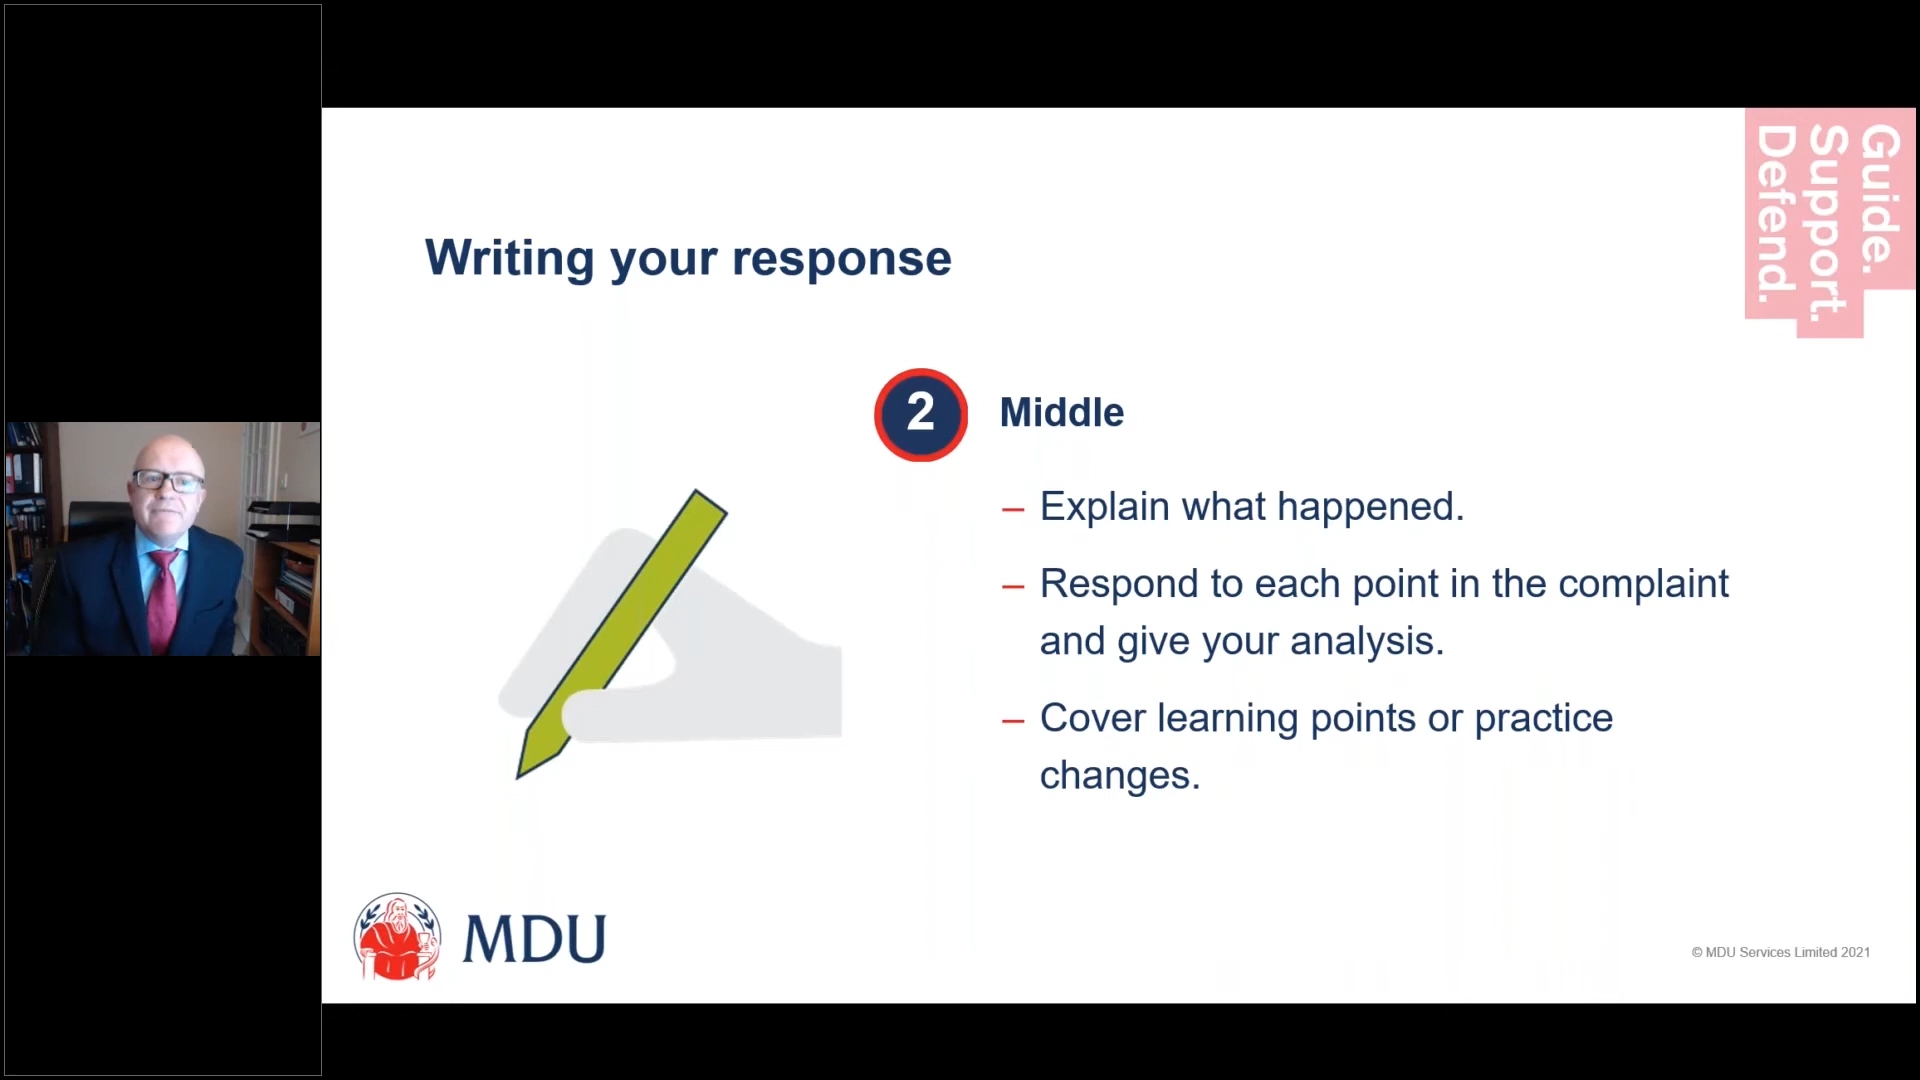 Guide.
Support.
Defend.
Writing your response
2 Middle
– Explain what happened.
– Respond to each point in the complaint
and give your analysis.
– Cover learning points or practice
changes.
MDU
© MDU Services Limited 2021